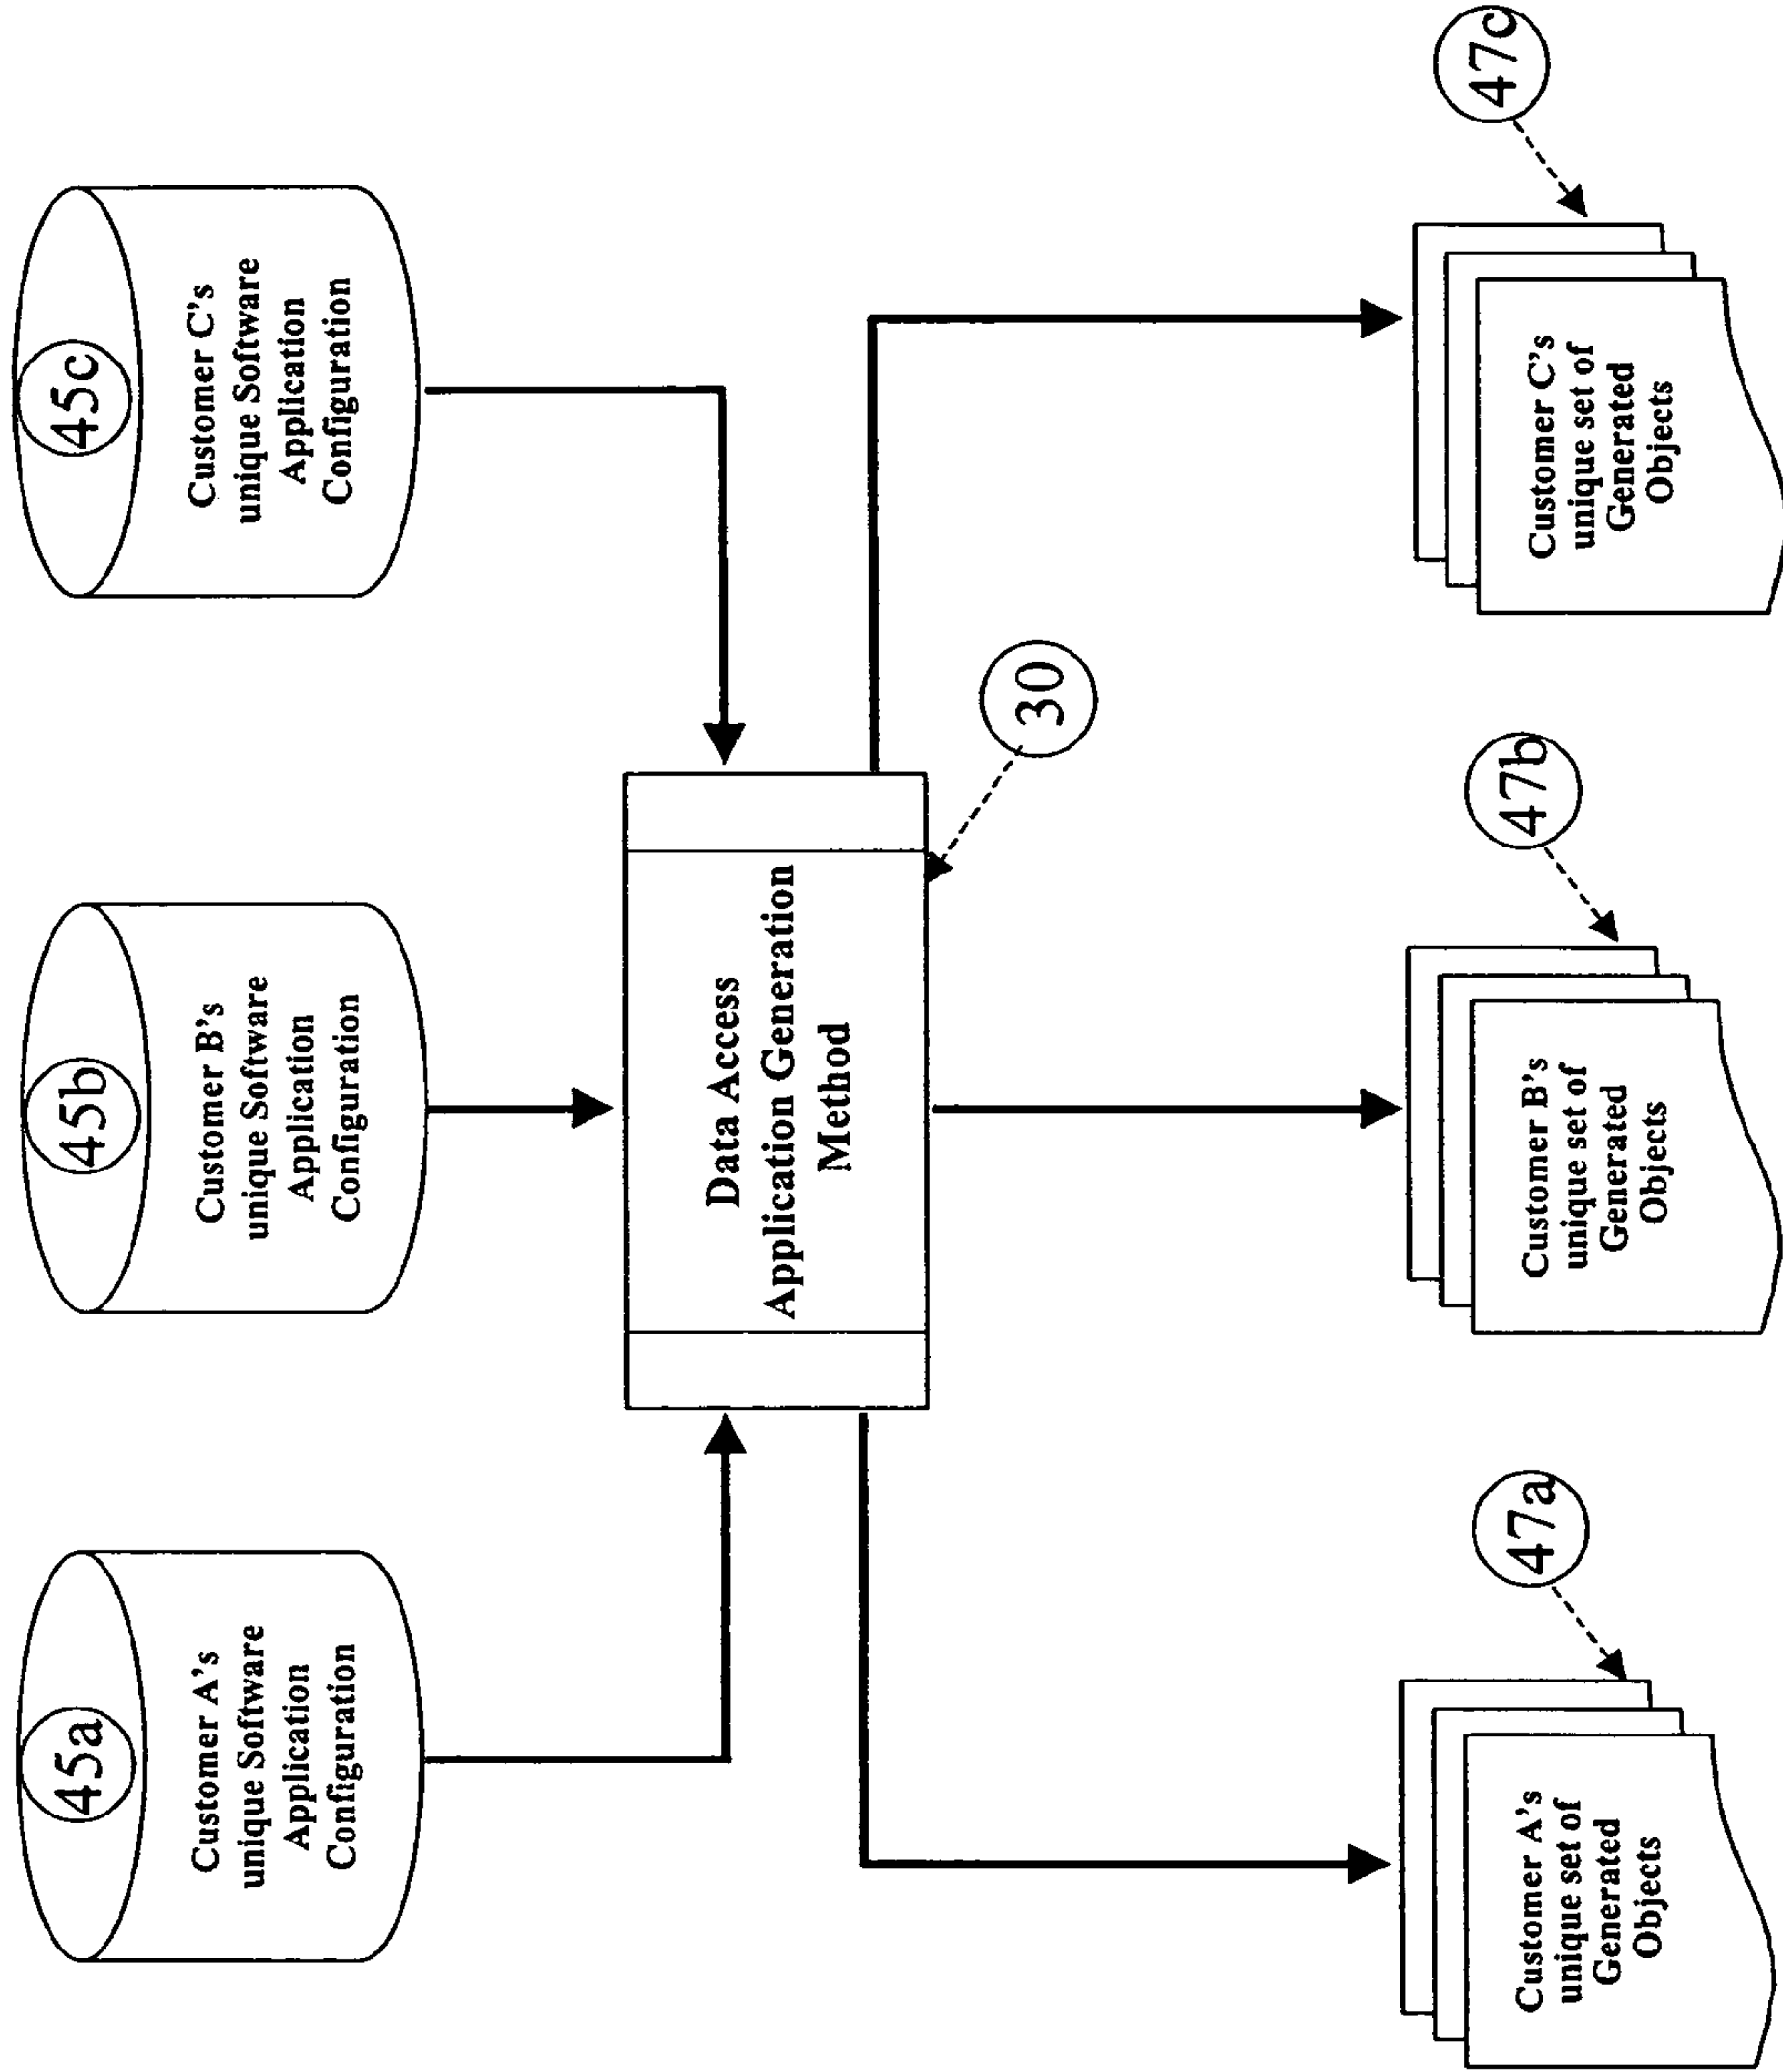 45a
Customer A's
unique Software
Application
Configuration
45b
Customer B's
unique Software
Application
Configuration
45c
Customer C's
unique Software
Application
Configuration
Data Access
Application Generation
Method
30
47a
Customer A's
unique set of
Generated
Objects
47b
Customer B's
unique set of
Generated
Objects
47c
Customer C's
unique set of
Generated
Objects